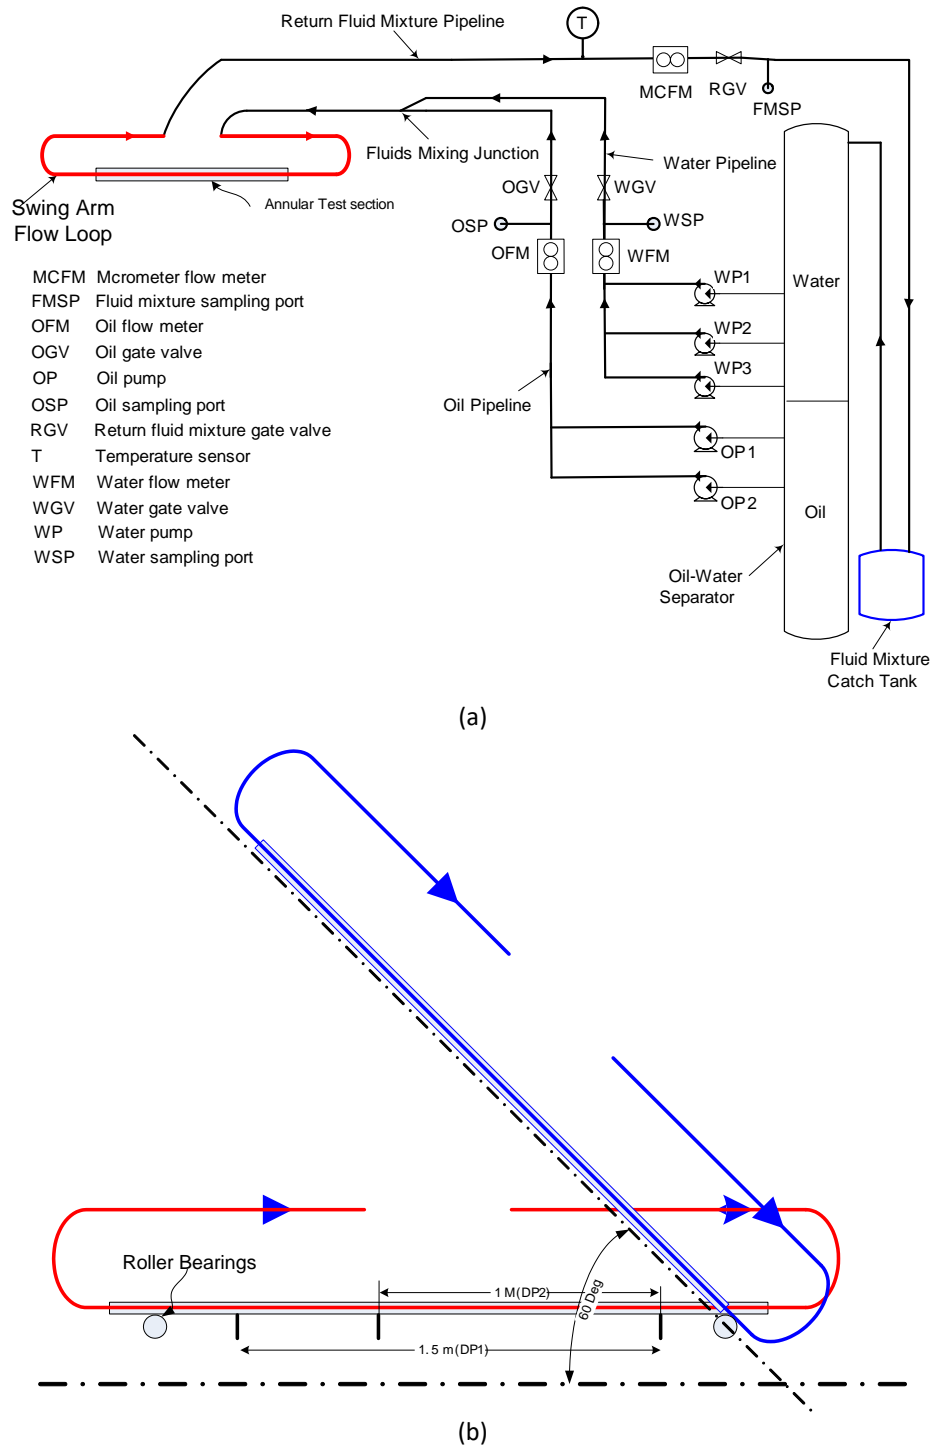 Return Fluid Mixture Pipeline
T
MCFM
RGV
FMSP
Fluids Mixing Junction
Water Pipeline
OGV
WGV
Annular Test section
Swing Arm
Flow Loop
OSP
WSP
OFM
WFM
WP1
Water
WP2
WP3
Oil Pipeline
OP1
OP2
Oil
Oil-Water
Separator
Fluid Mixture
Catch Tank
MCFM Mcrometer flow meter
FMSP Fluid mixture sampling port
OFM Oil flow meter
OGV Oil gate valve
OP Oil pump
OSP Oil sampling port
RGV Return fluid mixture gate valve
T Temperature sensor
WFM Water flow meter
WGV Water gate valve
WP Water pump
WSP Water sampling port
(a)
Roller Bearings
1 M(DP2)
60 Deg
1.5 m(DP1)
(b)